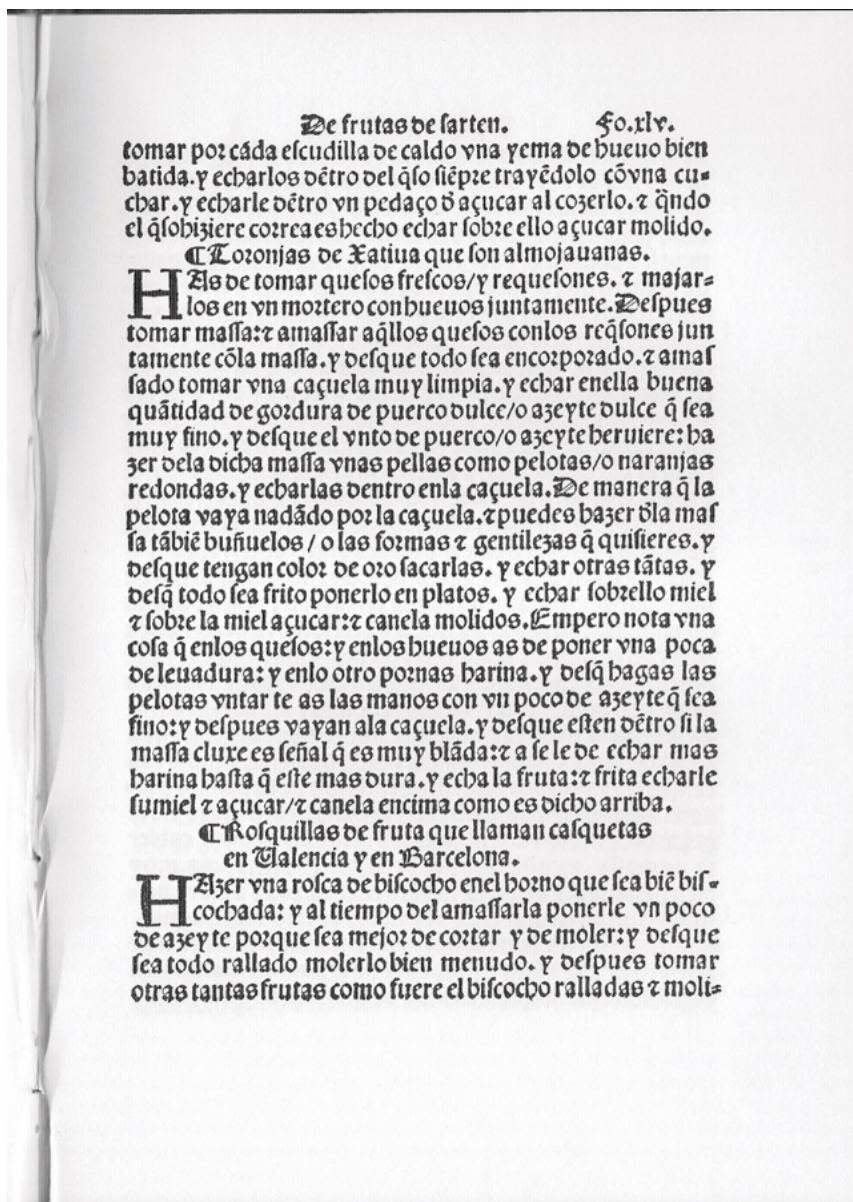 De frutas de sarten. Fo.xlv.
tomar por cáda escudilla de caldo vna yema de hueuo bien
batida.y echarlos dẽtro del q̃so siẽpre trayẽdolo cõvna cu-
char.y echarle dẽtro vn pedaço d̃ açucar al cozerlo. ⁊ q̃ndo
el q̃sohiziere correa es hecho echar sobre ello açucar molido.
¶Toronjas de Xatiua que son almojauanas.
HAs de tomar quesos frescos/y requesones. ⁊ majar-
los en vn mortero con hueuos juntamente. Despues
tomar massa:⁊ amassar aq̃llos quesos conlos req̃sones jun
tamente cõla massa.y desque todo sea encorporado.⁊ amas
sado tomar vna caçuela muy limpia.y echar enella buena
quãtidad de gordura de puerco dulce/o azeyte dulce q̃ sea
muy fino.y desque el vnto de puerco/o azeyte heruiere: ha
zer dela dicha massa vnas pellas como pelotas/o naranjas
redondas.y echarlas dentro enla caçuela. De manera q̃ la
pelota vaya nadãdo por la caçuela.⁊ puedes hazer d̃la mas
sa tãbiẽ buñuelos / o las formas ⁊ gentilezas q̃ quisieres. y
desque tengan color de oro sacarlas. y echar otras tãtas. y
desq̃ todo sea frito ponerlo en platos. y echar sobrello miel
⁊ sobre la miel açucar:⁊ canela molidos. Empero nota vna
cosa q̃ enlos quesos:y enlos hueuos as de poner vna poca
de leuadura: y enlo otro pornas harina.y desq̃ hagas las
pelotas vntar te as las manos con vn poco de azeyte q̃ sea
fino:y despues vayan ala caçuela.y desque esten dẽtro si la
massa cluxe es señal q̃ es muy blãda:⁊ a se le de echar mas
harina hasta q̃ este mas dura.y echa la fruta:⁊ frita echarle
sumiel ⁊ açucar/⁊ canela encima como es dicho arriba.
¶Rosquillas de fruta que llaman casquetas
en Ualencia y en Barcelona.
HAzer vna rosca de biscocho enel horno que sea biẽ bis-
cochada: y al tiempo del amassarla ponerle vn poco
de azeyte porque sea mejor de cortar y de moler:y desque
sea todo rallado molerlo bien menudo. y despues tomar
otras tantas frutas como fuere el biscocho ralladas ⁊ moli-